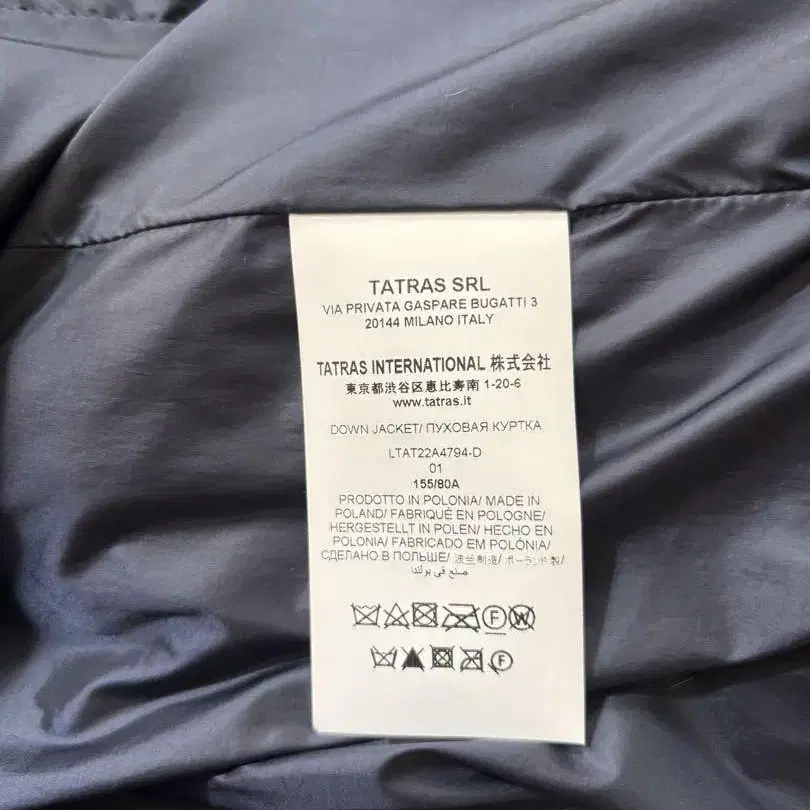 TATRAS SRL
VIA PRIVATA GASPARE BUGATTI 3
20144 MILANO ITALY
TATRAS INTERNATIONAL 株式会社
東京都渋谷区恵比寿南 1-20-6
www.tatras.it
DOWN JACKET/ ПУХОВАЯ КУРТКА
LTAT22A4794-D
01
155/80A
PRODOTTO IN POLONIA/ MADE IN
POLAND/ FABRIQUÉ EN POLOGNE/
HERGESTELLT IN POLEN/ HECHO EN
POLONIA/ FABRICADO EM POLÓNIA/
СДЕЛАНО В ПОЛЬШЕ/ 波兰制造/ ポーランド製/
صنع في بولندا
F W
F